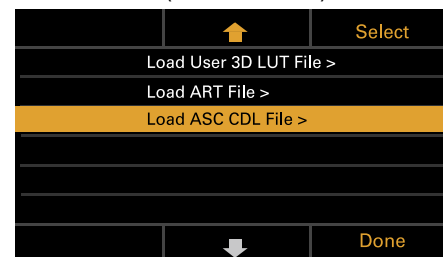 Select
Load User 3D LUT File >
Load ART File >
Load ASC CDL File >
Done